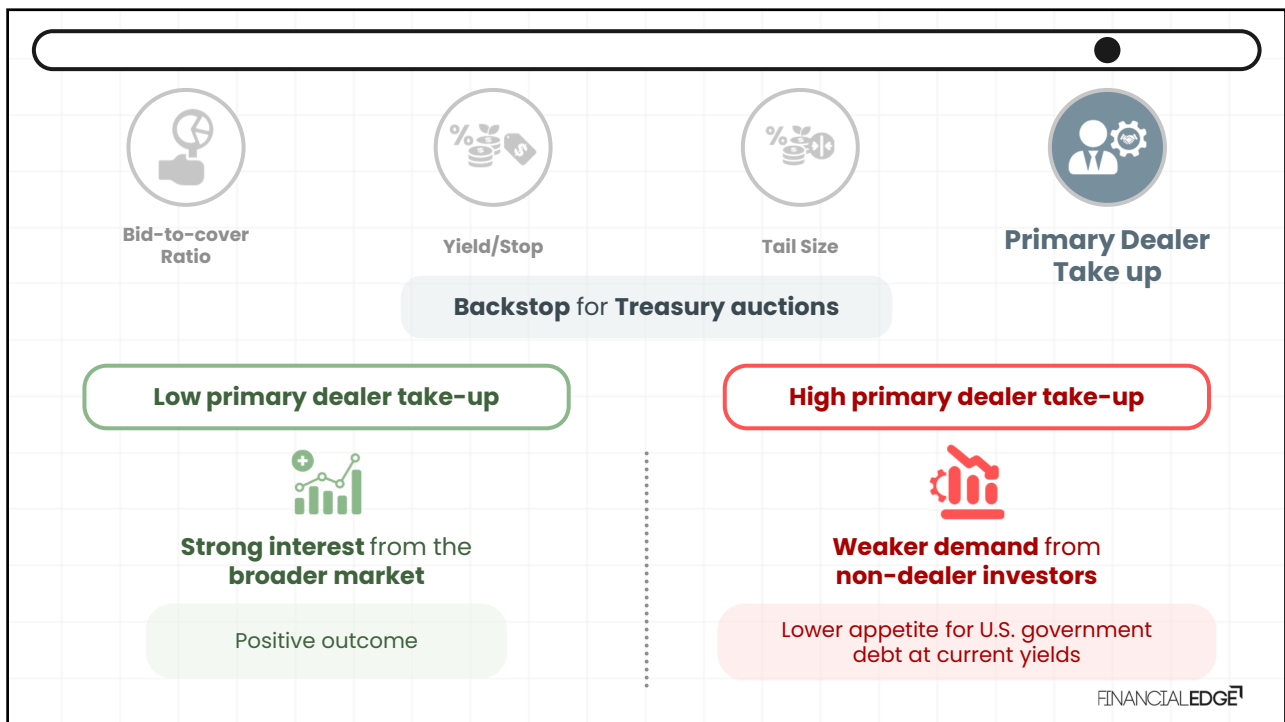 Bid-to-cover
Ratio
Yield/Stop
Tail Size
Primary Dealer
Take up
Backstop for Treasury auctions
Low primary dealer take-up
High primary dealer take-up
Strong interest from the
broader market
Weaker demand from
non-dealer investors
Positive outcome
Lower appetite for U.S. government
debt at current yields
FINANCIALEDGE